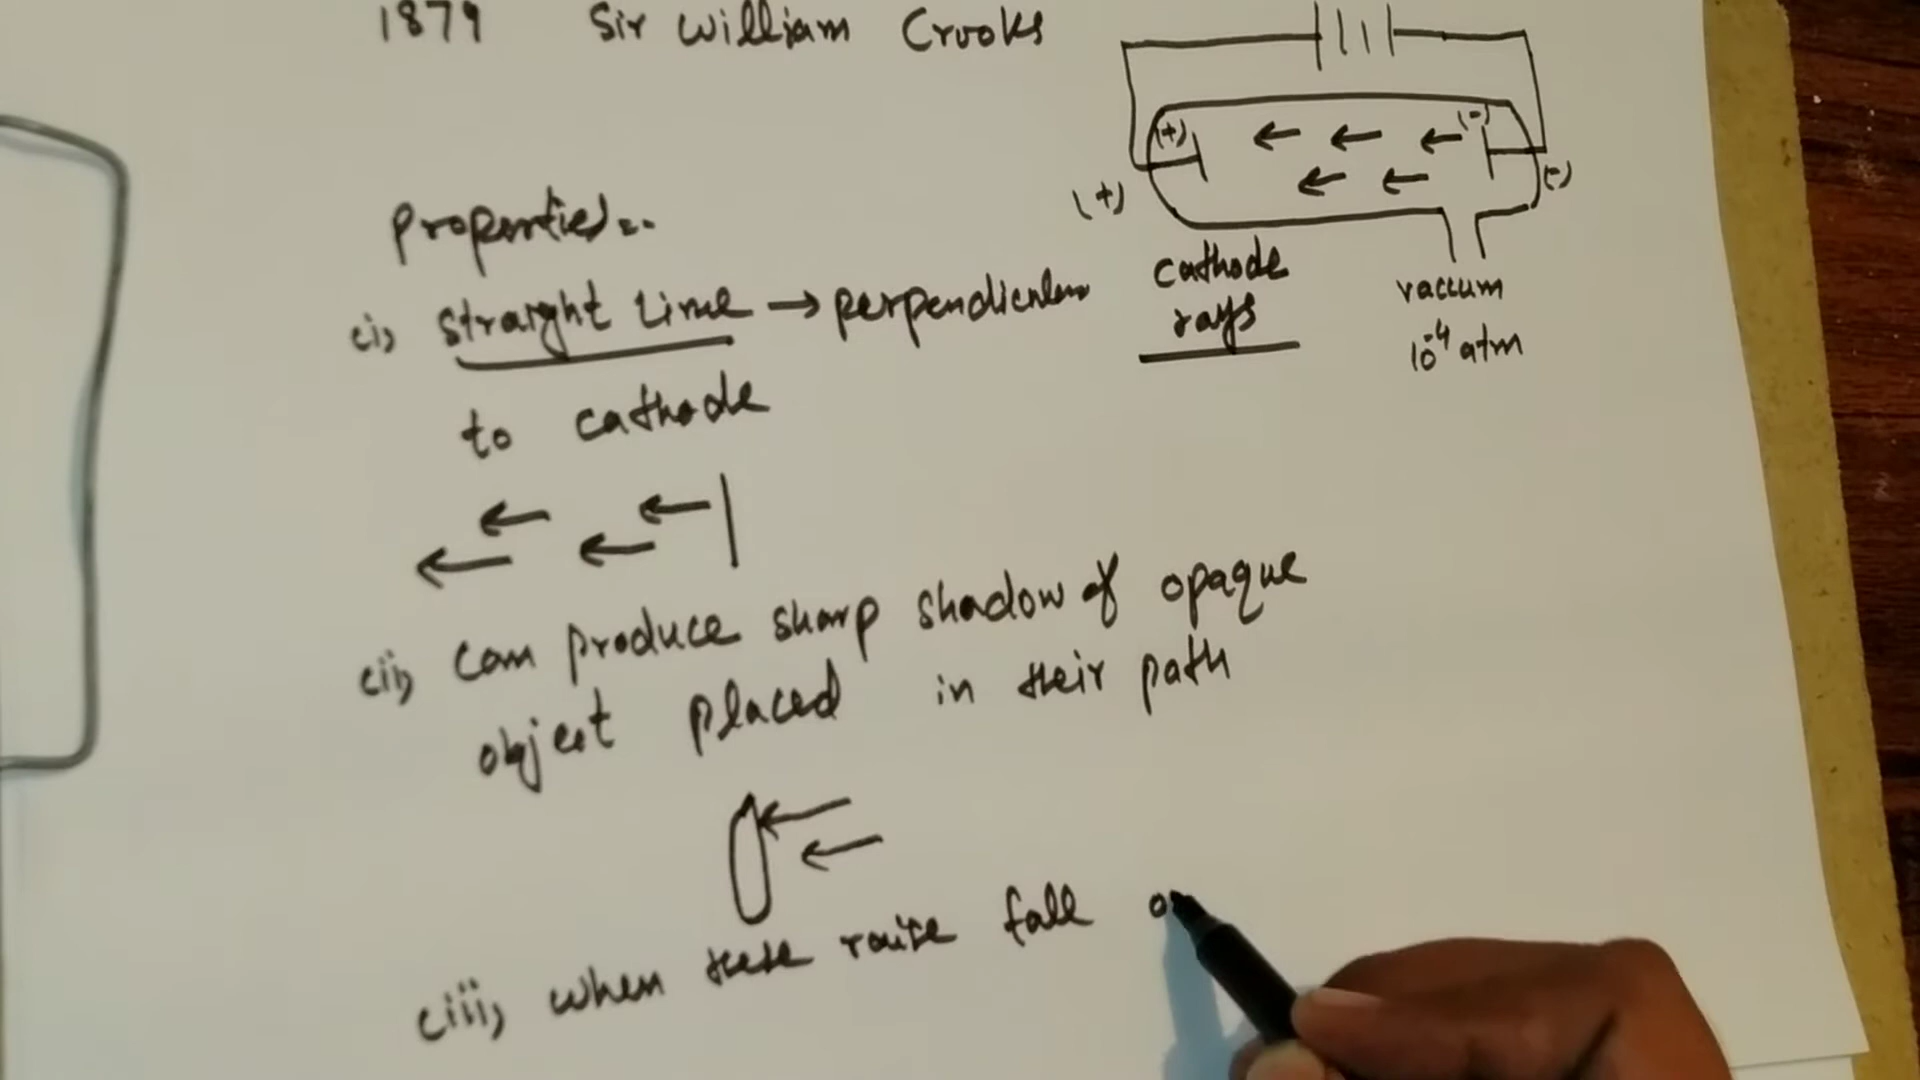 1879 Sir William Crooks
(+) (-)
(+) (-)
cathode
rays
vaccum
10-4 atm
Properties:-
(i) straight line → perpendicular
to cathode
(ii) can produce sharp shadow of opaque
object placed in their path
(iii) when these raise fall o